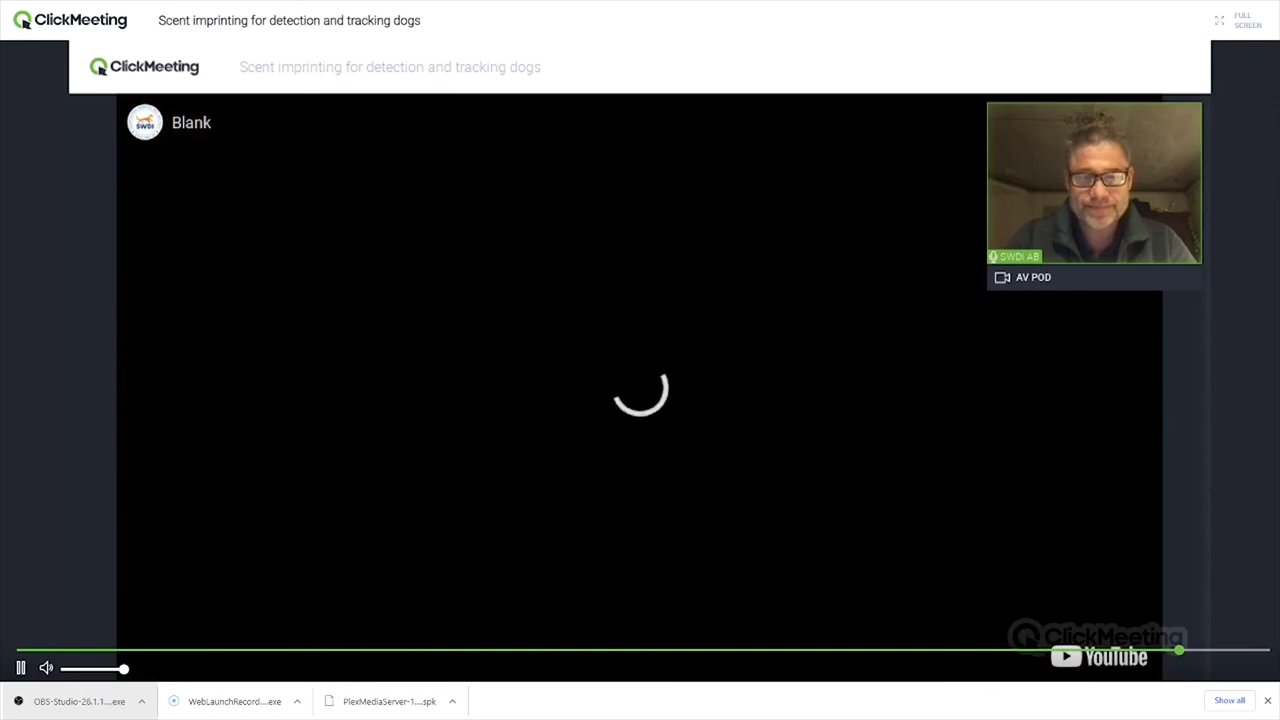 ClickMeeting
Scent imprinting for detection and tracking dogs
FULL
SCREEN
ClickMeeting
Scent imprinting for detection and tracking dogs
SWDI
Blank
SWDI AB
AV POD
ClickMeeting
YouTube
OBS-Studio-26.1.1....exe
WebLaunchRecord....exe
PlexMediaServer-1....spk
Show all